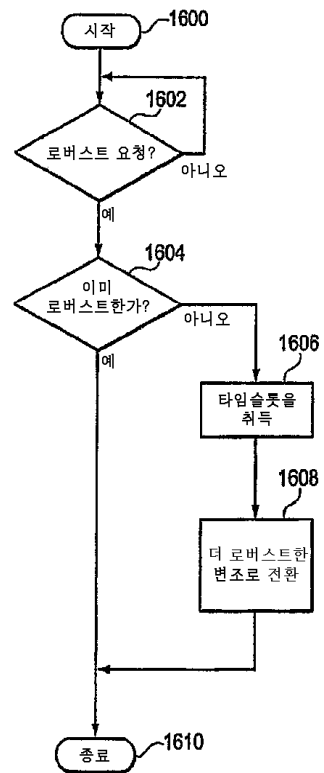 시작
1600
1602
로버스트 요청?
아니오
예
1604
이미
로버스트한가?
아니오
예
1606
타임슬롯을
취득
1608
더 로버스트한
변조로 전환
종료
1610